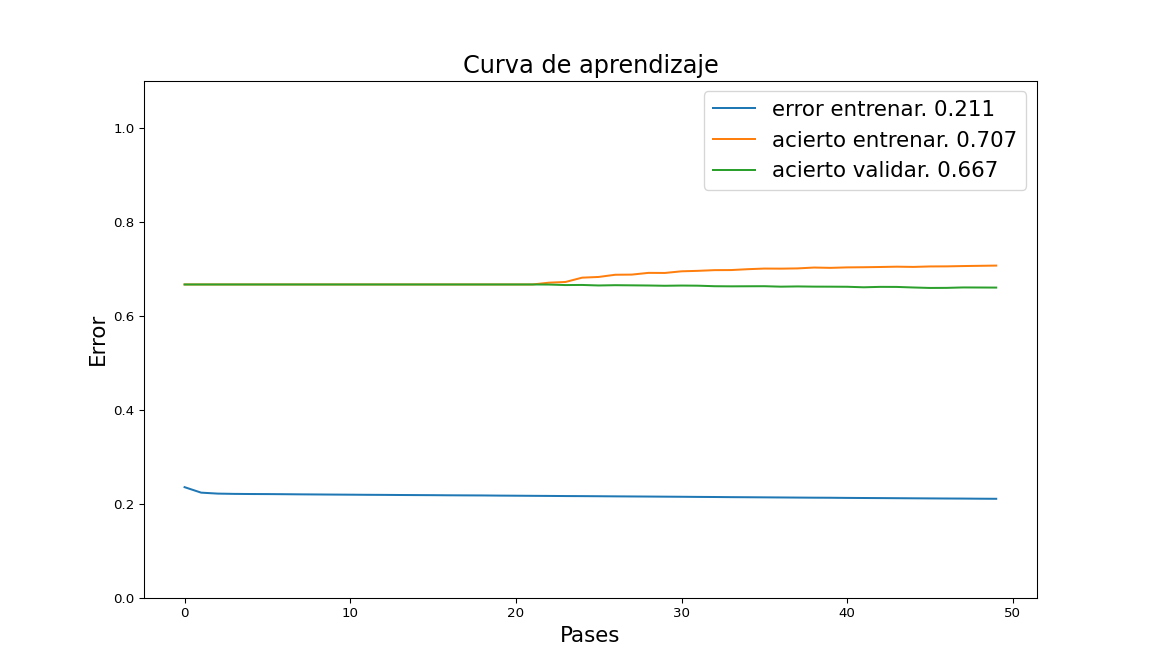 Curva de aprendizaje
error entrenar. 0.211
acierto entrenar. 0.707
acierto validar. 0.667
Error
1.0
0.8
0.6
0.4
0.2
0.0
0 10 20 30 40 50
Pases